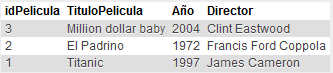 idPelicula TituloPelicula Año Director
3 Million dollar baby 2004 Clint Eastwood
2 El Padrino 1972 Francis Ford Coppola
1 Titanic 1997 James Cameron